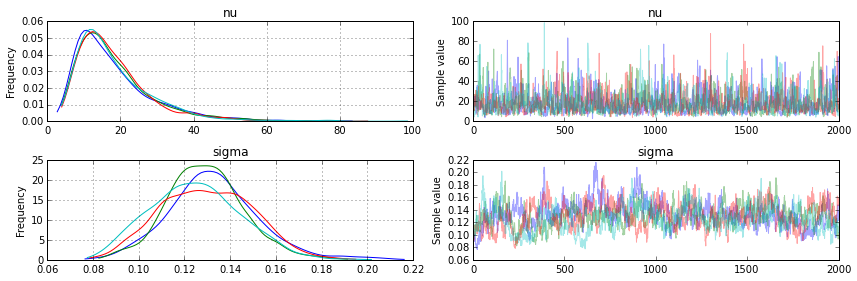 nu
nu
Frequency
0.06
0.05
0.04
0.03
0.02
0.01
0.00
0 20 40 60 80 100
Sample value
100
80
60
40
20
0
0 500 1000 1500 2000
sigma
sigma
Frequency
25
20
15
10
5
0
0.06 0.08 0.10 0.12 0.14 0.16 0.18 0.20 0.22
Sample value
0.22
0.20
0.18
0.16
0.14
0.12
0.10
0.08
0.06
0 500 1000 1500 2000